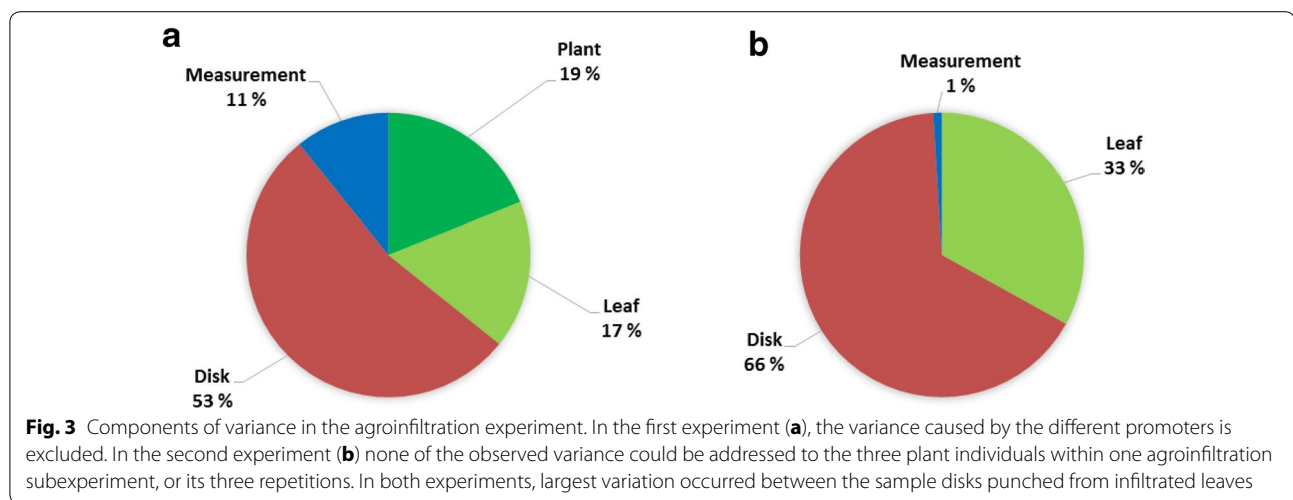 a
Plant
19 %
Measurement
11 %
Leaf
17 %
Disk
53 %
b
Measurement
1 %
Leaf
33 %
Disk
66 %
Fig. 3 Components of variance in the agroinfiltration experiment. In the first experiment (a), the variance caused by the different promoters is
excluded. In the second experiment (b) none of the observed variance could be addressed to the three plant individuals within one agroinfiltration
subexperiment, or its three repetitions. In both experiments, largest variation occurred between the sample disks punched from infiltrated leaves